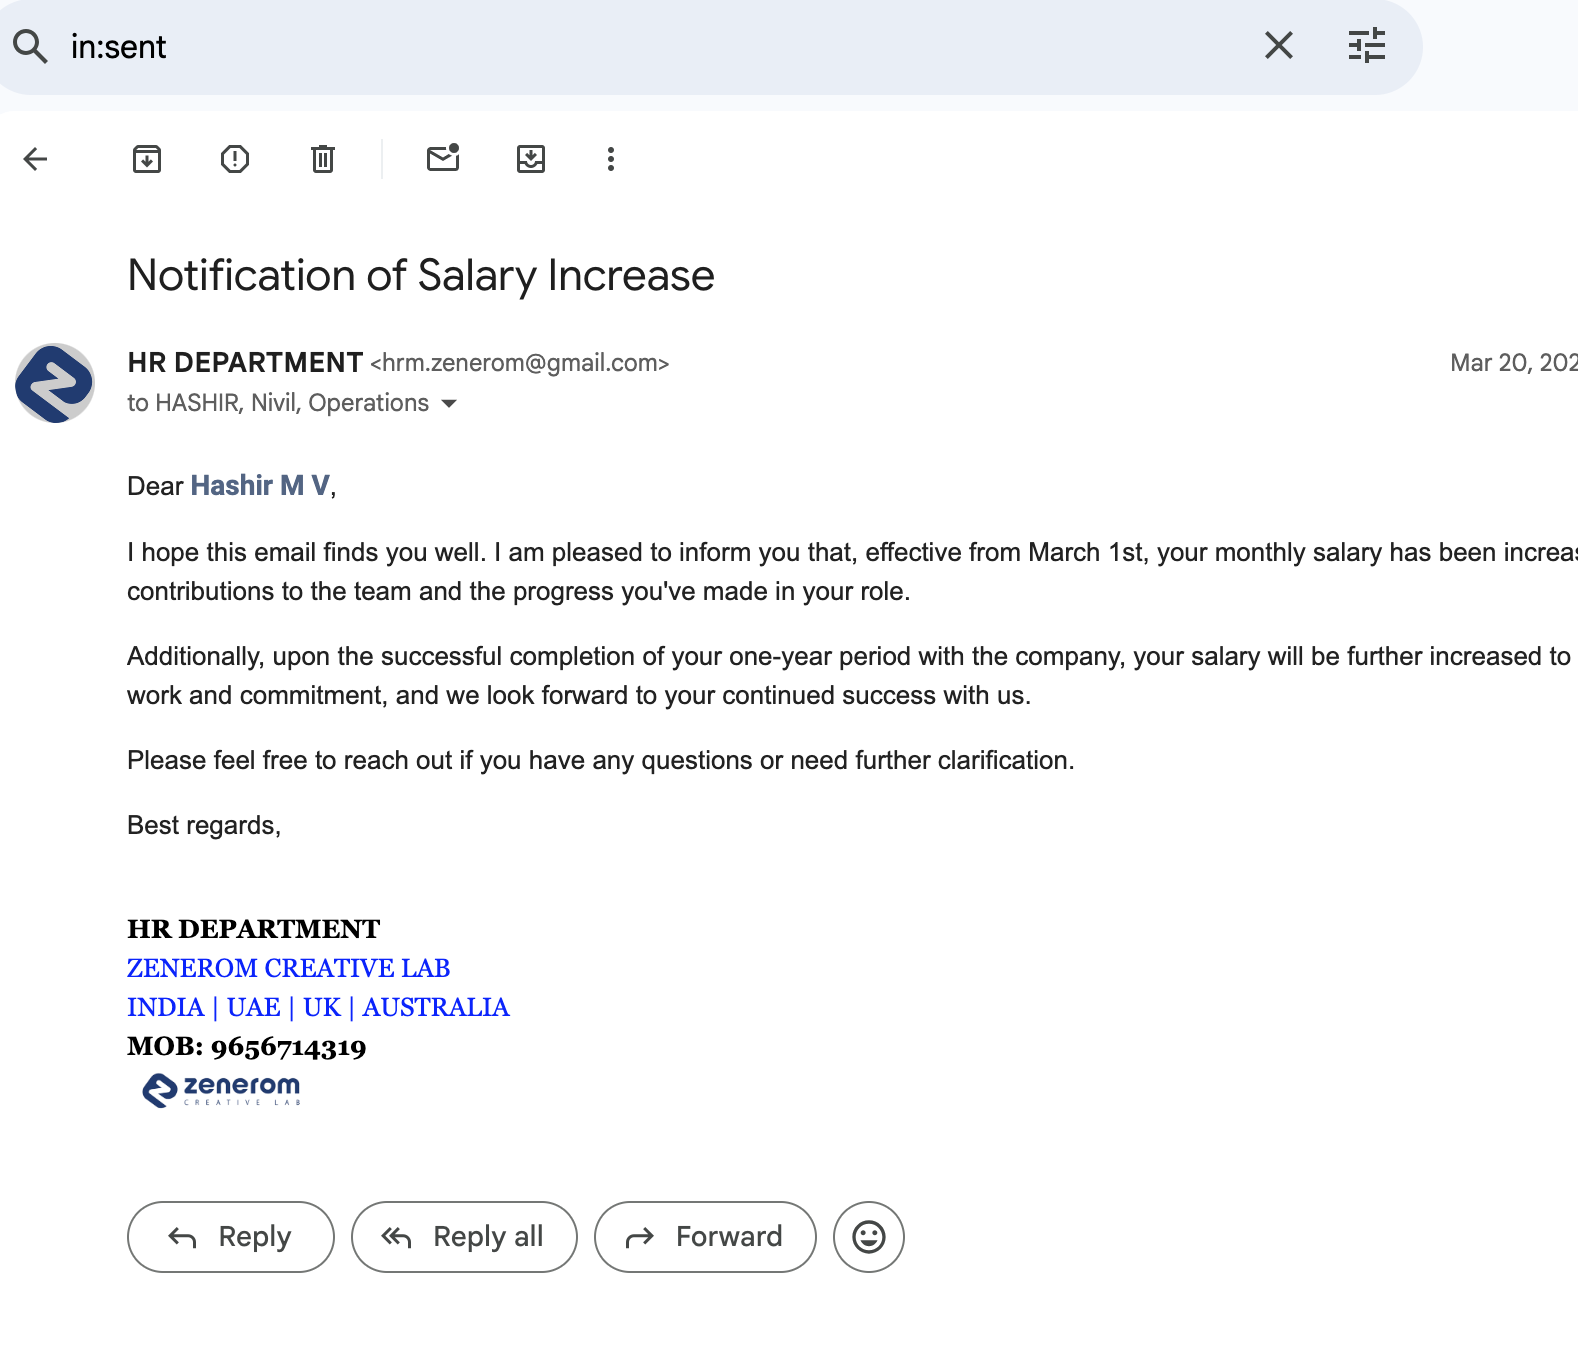 in:sent
Notification of Salary Increase
HR DEPARTMENT <hrm.zenerom@gmail.com>
Mar 20, 202
to HASHIR, Nivil, Operations
Dear Hashir M V,
I hope this email finds you well. I am pleased to inform you that, effective from March 1st, your monthly salary has been increas
contributions to the team and the progress you've made in your role.
Additionally, upon the successful completion of your one-year period with the company, your salary will be further increased to
work and commitment, and we look forward to your continued success with us.
Please feel free to reach out if you have any questions or need further clarification.
Best regards,
HR DEPARTMENT
ZENEROM CREATIVE LAB
INDIA | UAE | UK | AUSTRALIA
MOB: 9656714319
zenerom
CREATIVE LAB
Reply
Reply all
Forward